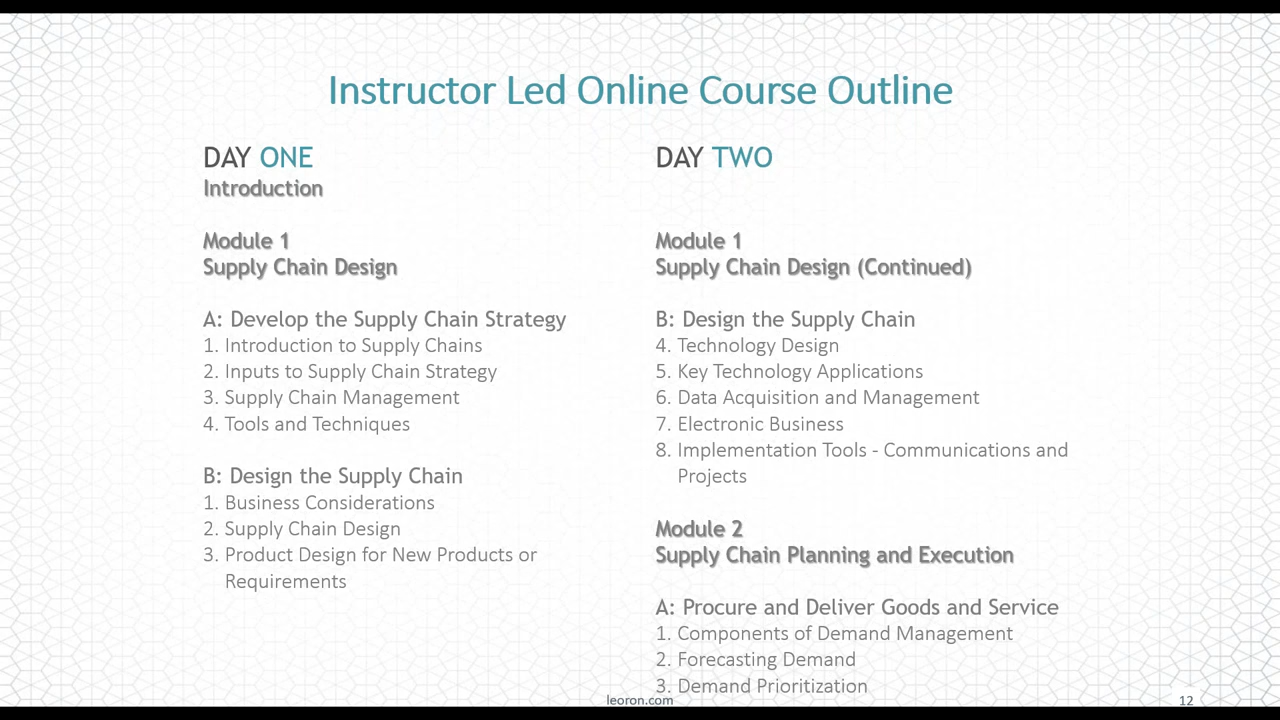 Instructor Led Online Course Outline
DAY ONE
Introduction
Module 1
Supply Chain Design
A: Develop the Supply Chain Strategy
1. Introduction to Supply Chains
2. Inputs to Supply Chain Strategy
3. Supply Chain Management
4. Tools and Techniques
B: Design the Supply Chain
1. Business Considerations
2. Supply Chain Design
3. Product Design for New Products or
Requirements
DAY TWO
Module 1
Supply Chain Design (Continued)
B: Design the Supply Chain
4. Technology Design
5. Key Technology Applications
6. Data Acquisition and Management
7. Electronic Business
8. Implementation Tools - Communications and
Projects
Module 2
Supply Chain Planning and Execution
A: Procure and Deliver Goods and Service
1. Components of Demand Management
2. Forecasting Demand
3. Demand Prioritization
leoron.com
12